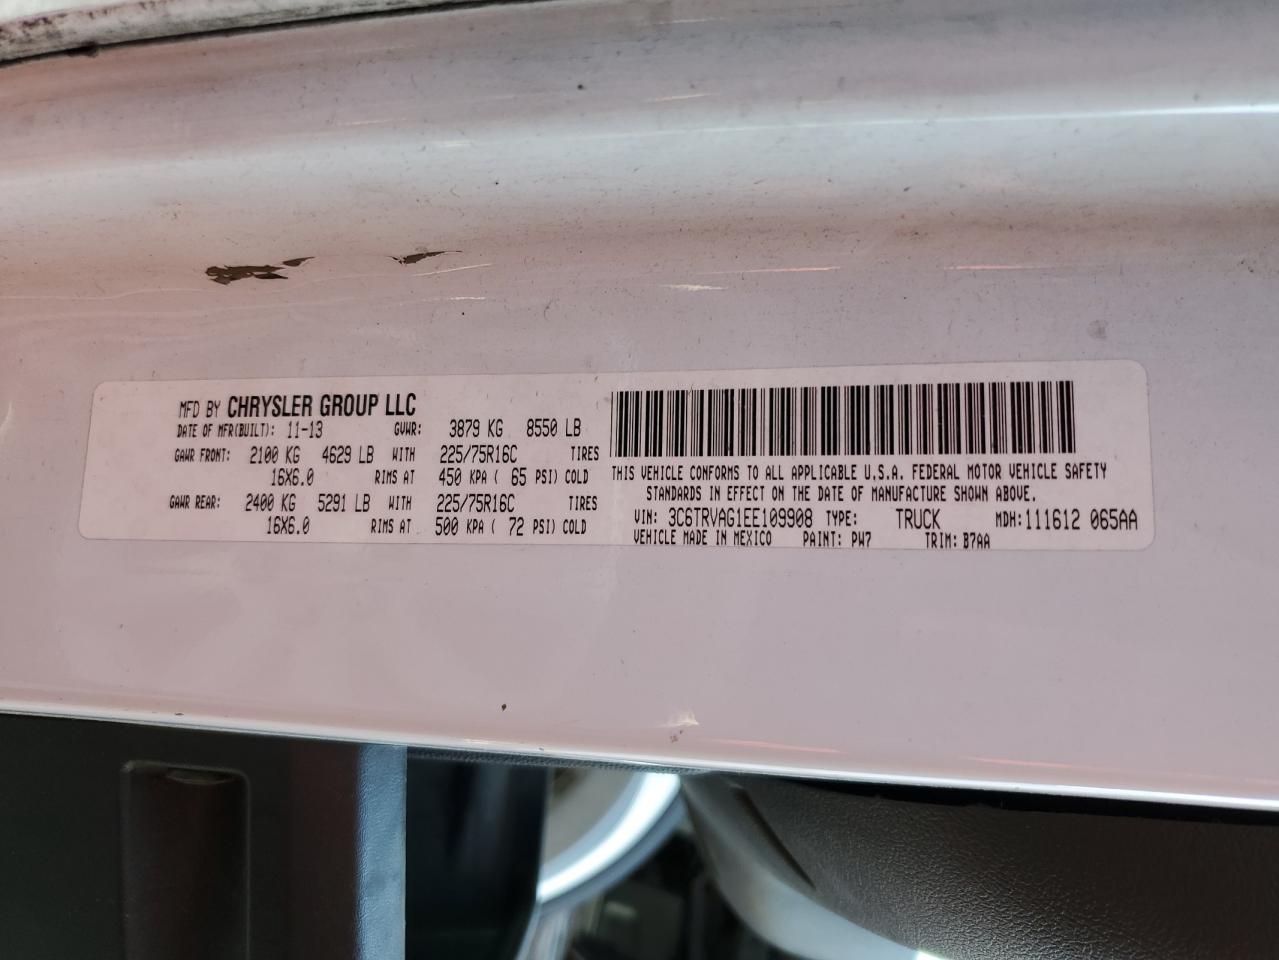 MFD BY CHRYSLER GROUP LLC
DATE OF MFR(BUILT): 11-13 GVWR: 3879 KG 8550 LB
GAWR FRONT: 2100 KG 4629 LB WITH 225/75R16C TIRES
16X6.0 RIMS AT 450 KPA ( 65 PSI) COLD
GAWR REAR: 2400 KG 5291 LB WITH 225/75R16C TIRES
16X6.0 RIMS AT 500 KPA ( 72 PSI) COLD
THIS VEHICLE CONFORMS TO ALL APPLICABLE U.S.A. FEDERAL MOTOR VEHICLE SAFETY
STANDARDS IN EFFECT ON THE DATE OF MANUFACTURE SHOWN ABOVE.
VIN: 3C6TRVAG1EE109908 TYPE: TRUCK MDH: 111612 065AA
VEHICLE MADE IN MEXICO PAINT: PW7 TRIM: B7AA